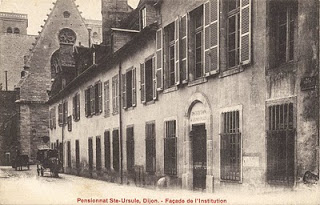 Pensionnat Ste-Ursule, Dijon. - Façade de l'Institution